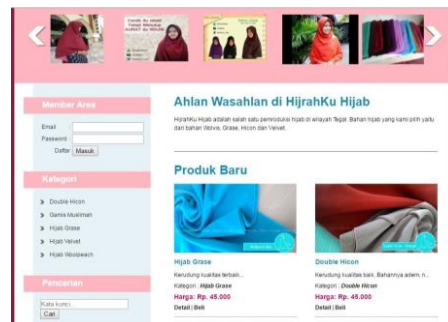 Cantik itu ketika
Ahlan Wasahlan di HijrahKu Hijab
HijrahKu Hijab adalah salah satu pemroduksi hijab di wilayah Tegal. Bahan hijab yang kami pilih yaitu
dari bahan Wolvis, Grase, Hicon dan Velvet.
Member Area
Email
Password
Daftar Masuk
Kategori
Double Hicon
Gamis Muslimah
Hijab Grase
Hijab Velvet
Hijab Woolpeach
Pencarian
Kata kunci..
Cari
Produk Baru
Hijab Grase
Kerudung kualitas terbaik...
Kategori : Hijab Grase
Harga: Rp. 45.000
Detail | Beli
Double Hicon
Kerudung kualitas baik. Bahannya adem, n...
Kategori : Double Hicon
Harga: Rp. 45.000
Detail | Beli